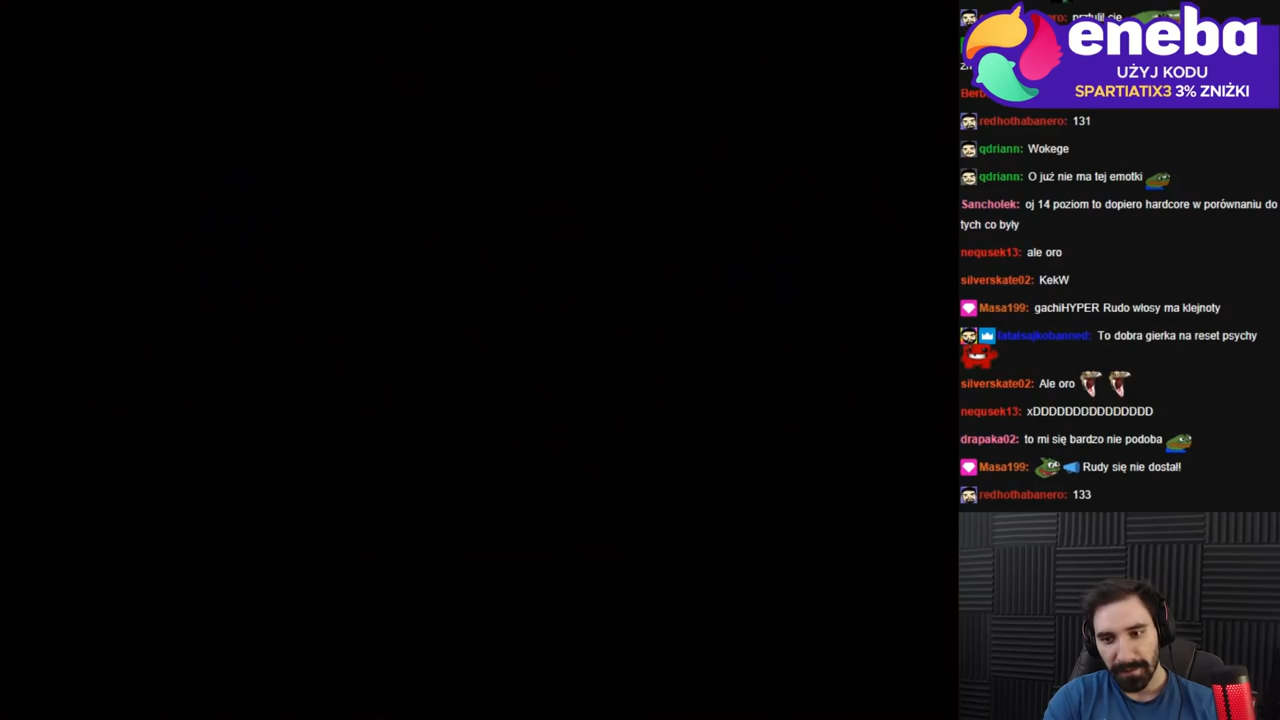 eneba
UŻYJ KODU
SPARTIATIX3 3% ZNIŻKI
redhothabanero: 131
qdriann: Wokege
qdriann: O już nie ma tej emotki
Sancholek: oj 14 poziom to dopiero hardcore w porównaniu do
tych co były
nequsek13: ale oro
silverskate02: KekW
Masa199: gachiHYPER Rudo włosy ma klejnoty
Tatalsajkobanned: To dobra gierka na reset psychy
silverskate02: Ale oro
nequsek13: xDDDDDDDDDDDDDDD
drapaka02: to mi się bardzo nie podoba
Masa199: Rudy się nie dostał!
redhothabanero: 133